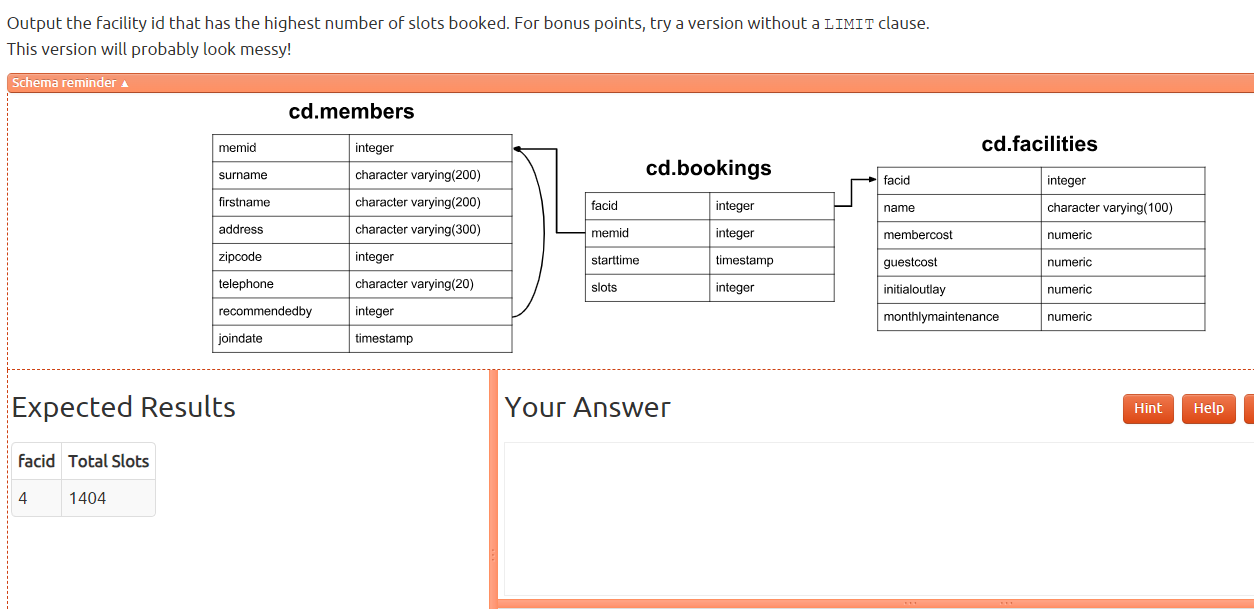 Output the facility id that has the highest number of slots booked. For bonus points, try a version without a LIMIT clause.
This version will probably look messy!
Schema reminder ▲
cd.members
memid integer
surname character varying(200)
firstname character varying(200)
address character varying(300)
zipcode integer
telephone character varying(20)
recommendedby integer
joindate timestamp
cd.bookings
facid integer
memid integer
starttime timestamp
slots integer
cd.facilities
facid integer
name character varying(100)
membercost numeric
guestcost numeric
initialoutlay numeric
monthlymaintenance numeric
Expected Results
facid Total Slots
4 1404
Your Answer
Hint Help